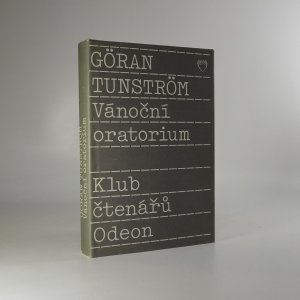 GÖRAN
TUNSTRÖM
Vánoční
oratorium
Klub
čtenářů
Odeon